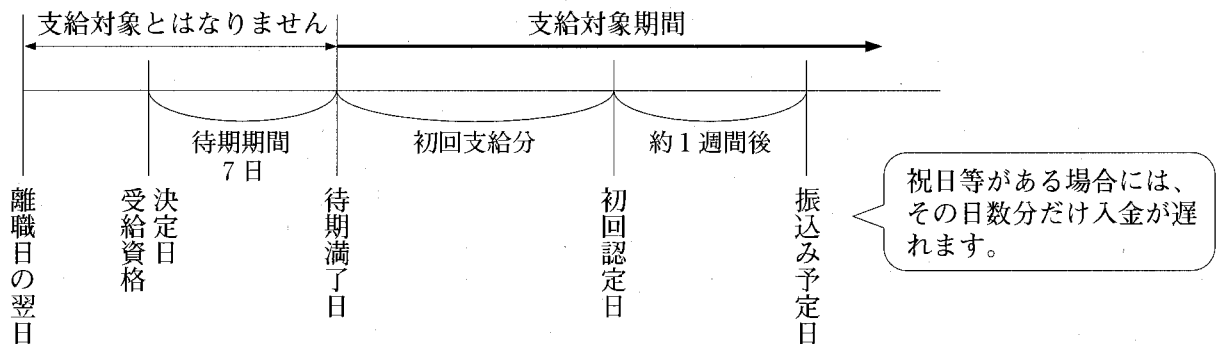 支給対象とはなりません
支給対象期間
待期期間
7日
初回支給分
約1週間後
離職日の翌日
受給資格
決定日
待期満了日
初回認定日
振込み予定日
祝日等がある場合には、
その日数分だけ入金が遅
れます。